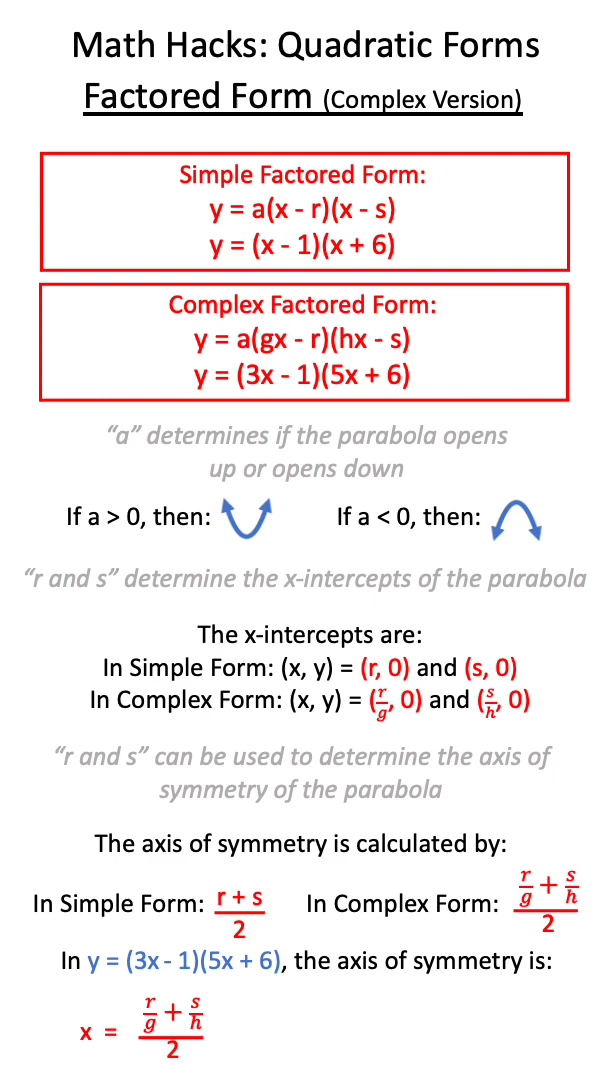 Math Hacks: Quadratic Forms
Factored Form (Complex Version)
Simple Factored Form:
y = a(x - r)(x - s)
y = (x - 1)(x + 6)
Complex Factored Form:
y = a(gx - r)(hx - s)
y = (3x - 1)(5x + 6)
“a” determines if the parabola opens
up or opens down
If a > 0, then: If a < 0, then:
“r and s” determine the x-intercepts of the parabola
The x-intercepts are:
In Simple Form: (x, y) = (r, 0) and (s, 0)
In Complex Form: (x, y) = (r/g, 0) and (s/h, 0)
“r and s” can be used to determine the axis of
symmetry of the parabola
The axis of symmetry is calculated by:
In Simple Form: r + s / 2 In Complex Form: r/g + s/h / 2
In y = (3x - 1)(5x + 6), the axis of symmetry is:
x = r/g + s/h / 2